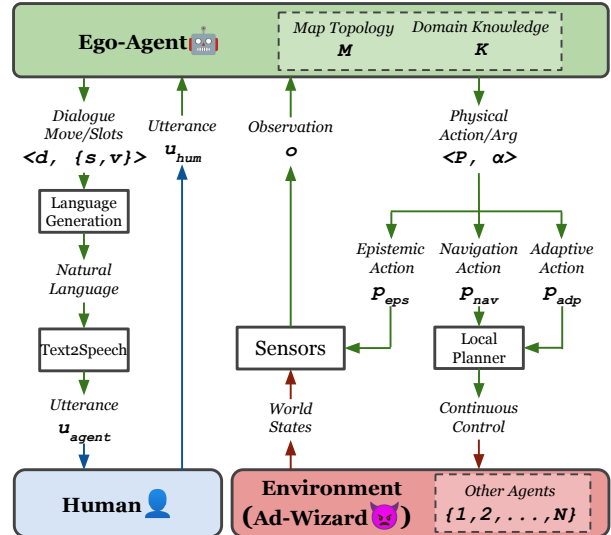 Ego-Agent
Map Topology
M
Domain Knowledge
K
Dialogue
Move/Slots
<d, {s,v}>
Utterance
u_hum
Observation
o
Physical
Action/Arg
<P, α>
Language
Generation
Natural
Language
Text2Speech
Utterance
u_agent
Epistemic
Action
p_eps
Navigation
Action
p_nav
Adaptive
Action
p_adp
Sensors
Local
Planner
World
States
Continuous
Control
Human
Environment
(Ad-Wizard)
Other Agents
{1,2,...,N}